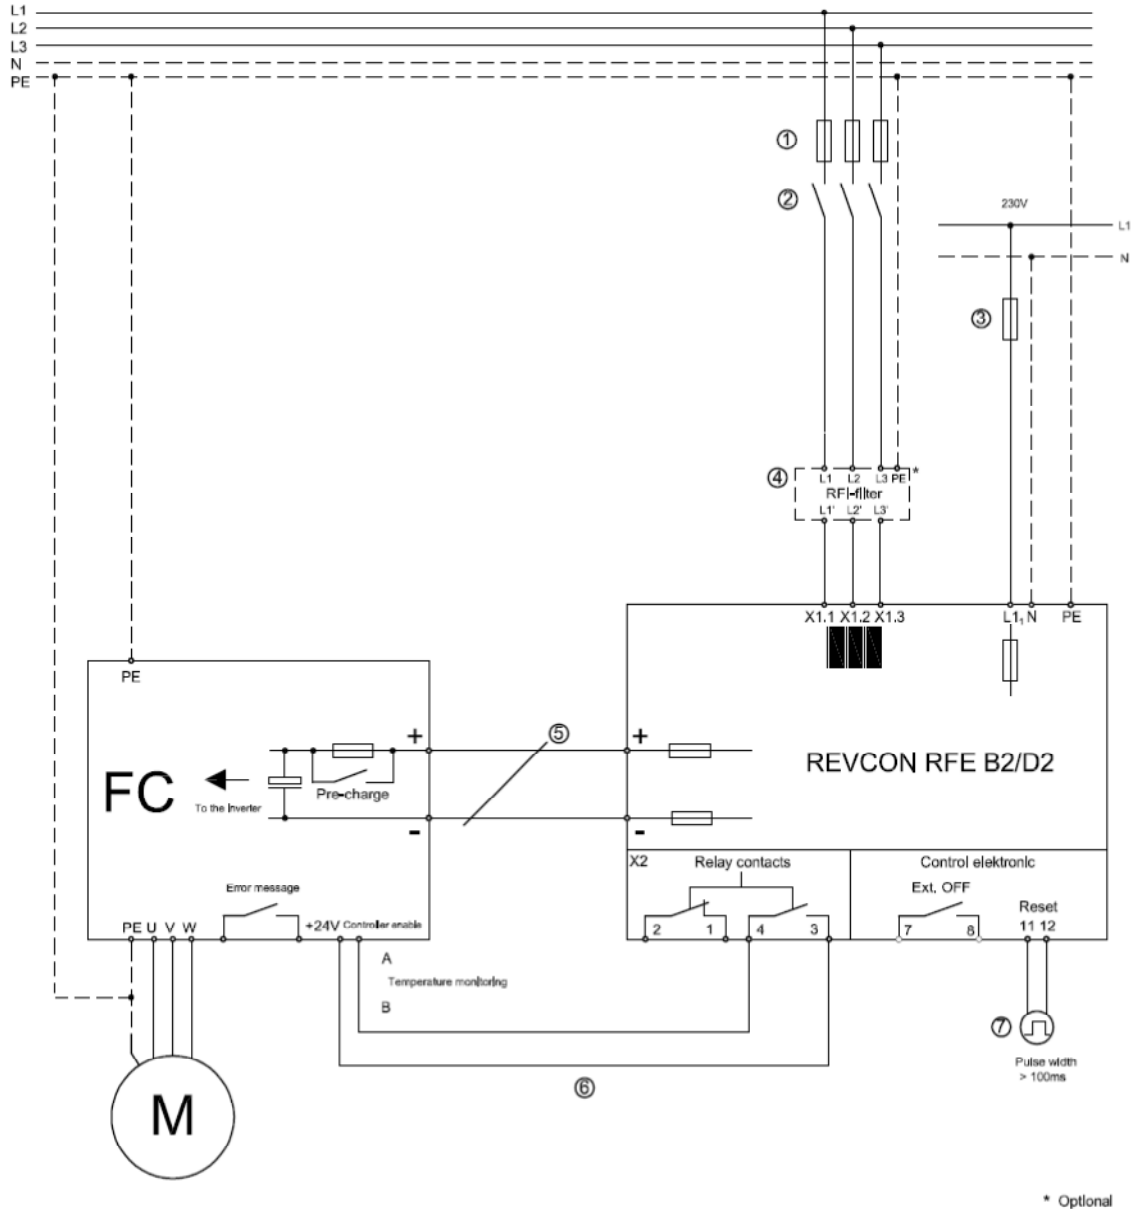 L1
L2
L3
N
PE
①
②
230V
L1
N
③
④
L1 L2 L3 PE *
RFI-filter
L1' L2' L3'
X1.1 X1.2 X1.3
L1, N PE
PE
+
⑤
+
REVCON RFE B2/D2
FC
To the Inverter
Pre-charge
-
-
X2 Relay contacts
Control elektronic
Error message
Ext. OFF
Reset
PE U V W
+24V Controller enable
2 1 4 3
7 8
11 12
A
Temperature monitoring
B
⑦
Pulse width
> 100ms
⑥
M
* Optional